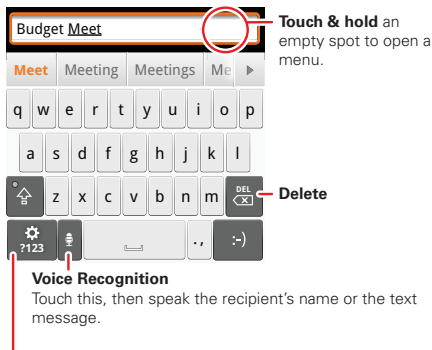 Budget Meet
Touch & hold an
empty spot to open a
menu.
Meet Meeting Meetings Me
q w e r t y u i o p
a s d f g h j k l
z x c v b n m DEL
Delete
?123 ., :-)
Voice Recognition
Touch this, then speak the recipient’s name or the text
message.